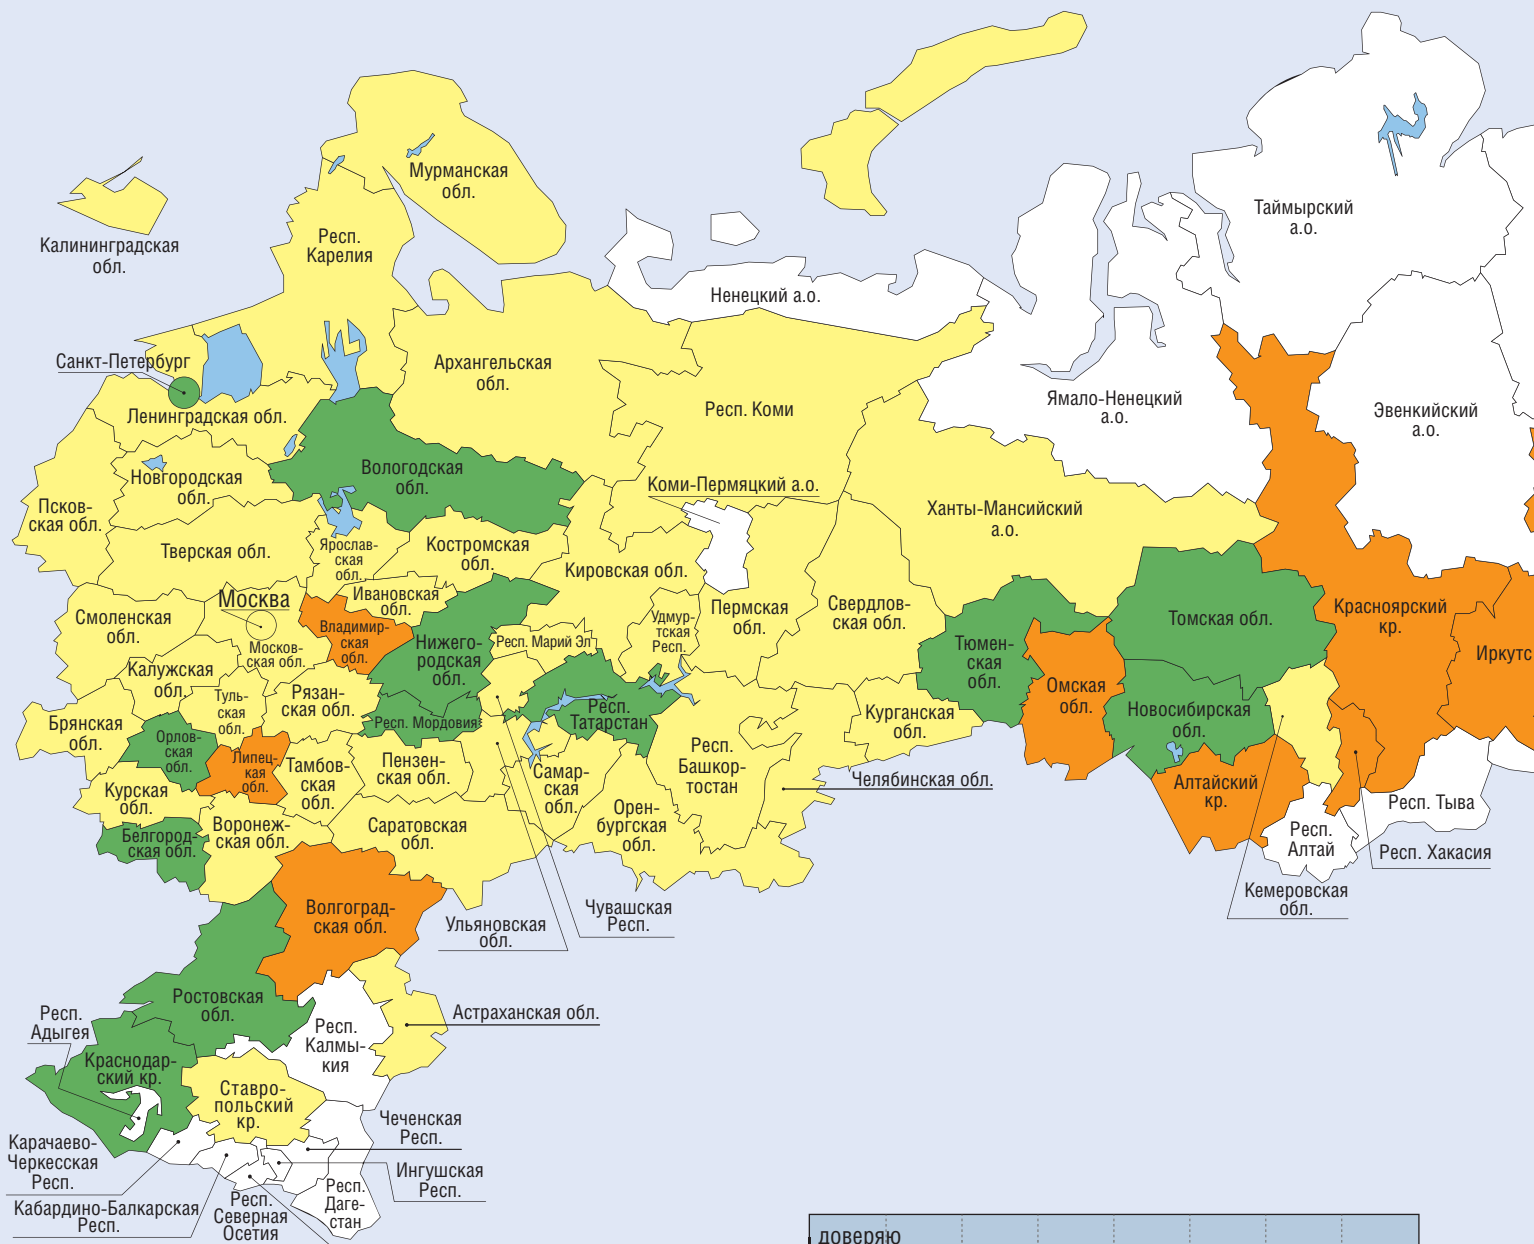 Мурманская
обл.
Таймырский
а.о.
Калининградская
обл.
Респ.
Карелия
Ненецкий а.о.
Санкт-Петербург
Архангельская
обл.
Ямало-Ненецкий
а.о.
Эвенкийский
а.о.
Ленинградская обл.
Респ. Коми
Новгородская
обл.
Вологодская
обл.
Коми-Пермяцкий а.о.
Псков-
ская обл.
Ханты-Мансийский
а.о.
Тверская обл.
Ярослав-
ская
обл.
Костромская
обл.
Кировская обл.
Москва
Ивановская
обл.
Смоленская
обл.
Владимир-
ская
обл.
Нижего-
родская
обл.
Респ. Марий Эл
Удмур-
тская
Респ.
Пермская
обл.
Свердлов-
ская обл.
Томская обл.
Красноярский
кр.
Иркутс
Москов-
ская обл.
Калужская
обл.
Туль-
ская
обл.
Рязан-
ская обл.
Тюмен-
ская
обл.
Омская
обл.
Новосибирская
обл.
Брянская
обл.
Орлов-
ская
обл.
Респ. Мордовия
Респ.
Татарстан
Курганская
обл.
Липец-
кая
обл.
Тамбов-
ская
обл.
Пензен-
ская обл.
Самар-
ская
обл.
Респ.
Башкор-
тостан
Челябинская обл.
Алтайский
кр.
Курская
обл.
Воронеж-
ская обл.
Саратовская
обл.
Орен-
бургская
обл.
Респ.
Алтай
Респ. Тыва
Белгород-
ская обл.
Респ. Хакасия
Кемеровская
обл.
Волгоград-
ская обл.
Ульяновская
обл.
Чувашская
Респ.
Ростовская
обл.
Астраханская обл.
Респ.
Адыгея
Респ.
Калмы-
кия
Краснодар-
ский кр.
Ставро-
польский
кр.
Чеченская
Респ.
Карачаево-
Черкесская
Респ.
Ингушская
Респ.
Кабардино-Балкарская
Респ.
Респ.
Северная
Осетия
Респ.
Даге-
стан
доверяю